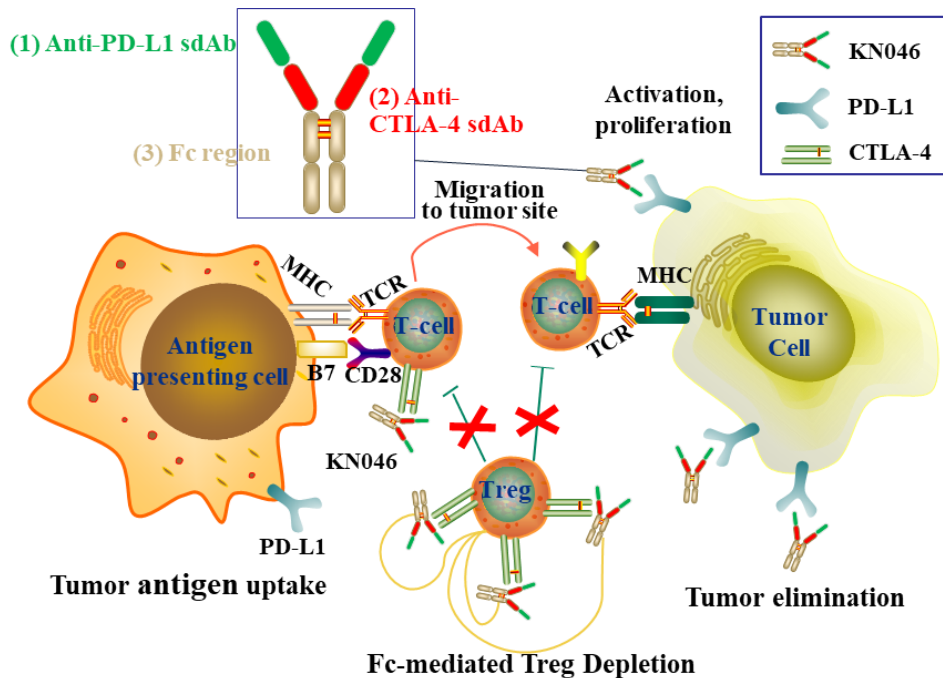 (1) Anti-PD-L1 sdAb
(2) Anti-
CTLA-4 sdAb
(3) Fc region
Activation,
proliferation
KN046
PD-L1
CTLA-4
Migration
to tumor site
MHC
TCR
T-cell
B7
CD28
Antigen
presenting cell
KN046
PD-L1
Tumor antigen uptake
T-cell
MHC
TCR
Tumor
Cell
Treg
Tumor elimination
Fc-mediated Treg Depletion